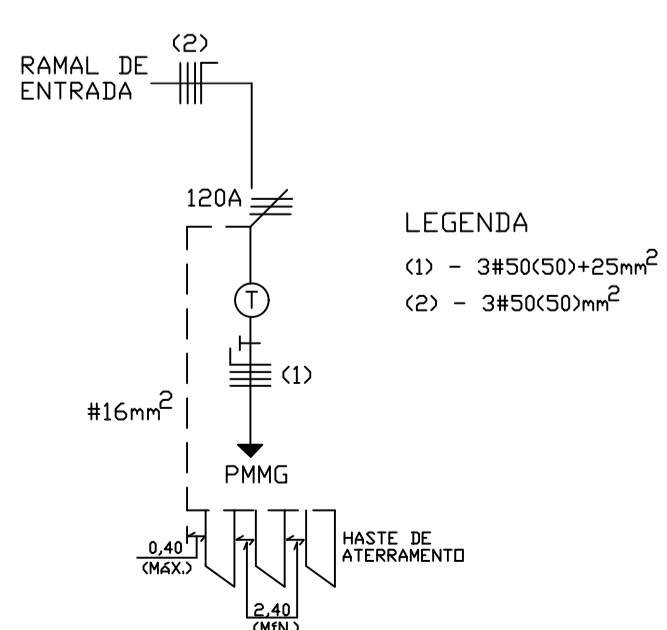 (2)
RAMAL DE
ENTRADA
120A
LEGENDA
(1) - 3#50(50)+25mm²
(2) - 3#50(50)mm²
T
(1)
#16mm²
PMMG
0,40
(MÁX.)
HASTE DE
ATERRAMENTO
2,40
(MÍN.)